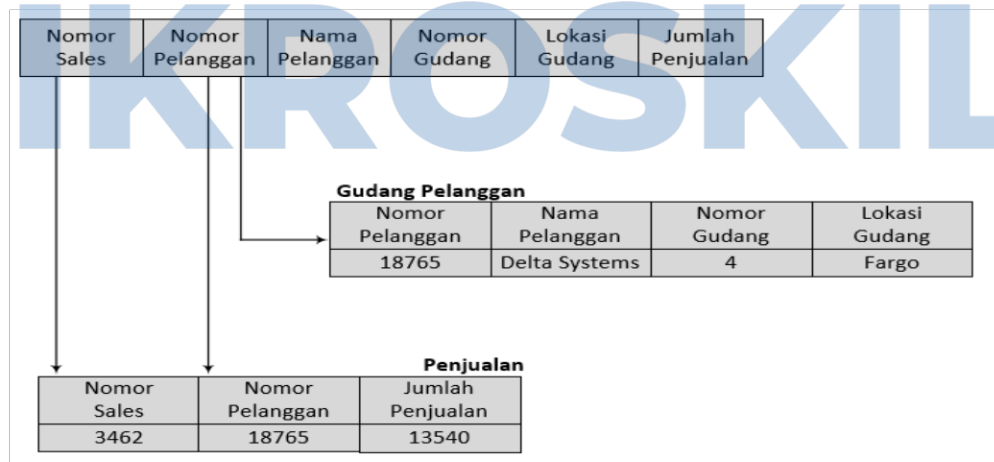 IKROSKIL
Nomor Sales Nomor Pelanggan Nama Pelanggan Nomor Gudang Lokasi Gudang Jumlah Penjualan
Gudang Pelanggan
Nomor Pelanggan Nama Pelanggan Nomor Gudang Lokasi Gudang
18765 Delta Systems 4 Fargo
Penjualan
Nomor Sales Nomor Pelanggan Jumlah Penjualan
3462 18765 13540